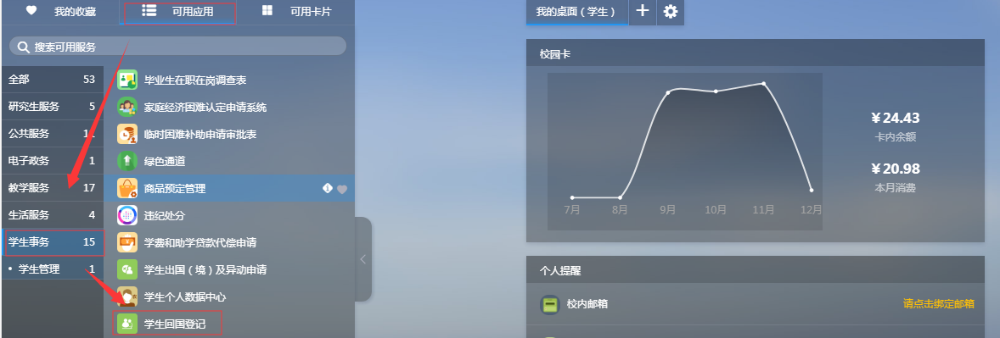 我的收藏 可用应用 可用卡片
搜索可用服务
全部 53
研究生服务 5
公共服务
电子政务 1
教学服务 17
生活服务 4
学生事务 15
• 学生管理 1
毕业生在职在岗调查表
家庭经济困难认定申请系统
临时困难补助申请审批表
绿色通道
商品预定管理
违纪处分
学费和助学贷款代偿申请
学生出国（境）及异动申请
学生个人数据中心
学生回国登记
我的桌面（学生）
校园卡
7月 8月 9月 10月 11月 12月
¥24.43
卡内余额
¥20.98
本月消费
个人提醒
校内邮箱 请点击绑定邮箱